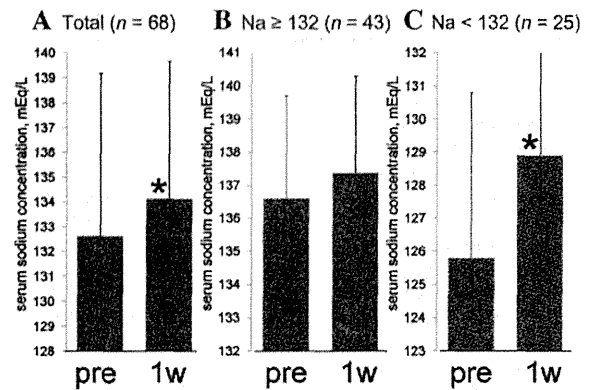 A Total (n = 68)
B Na ≥ 132 (n = 43)
C Na < 132 (n = 25)
serum sodium concentration, mEq/L
140
139
138
137
136
135
134
133
132
131
130
129
128
*
pre
1w
serum sodium concentration, mEq/L
141
140
139
138
137
136
135
134
133
132
pre
1w
serum sodium concentration, mEq/L
132
131
130
129
128
127
126
125
124
123
*
pre
1w